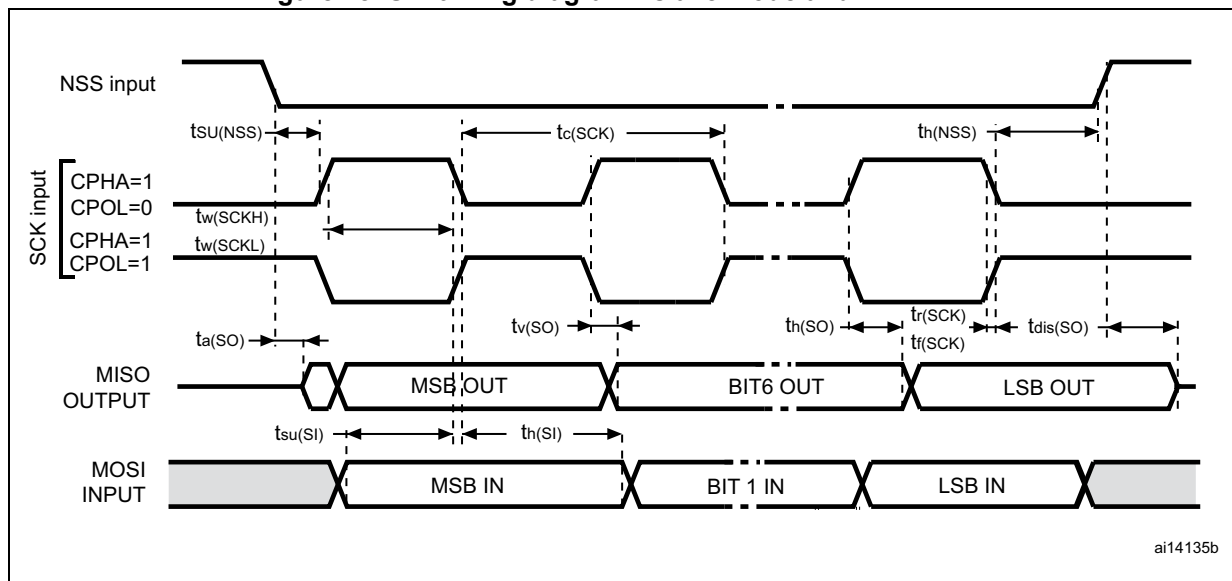 NSS input
tSU(NSS)
tc(SCK)
th(NSS)
SCK input
CPHA=1
CPOL=0
tw(SCKH)
CPHA=1
tw(SCKL)
CPOL=1
ta(SO)
tv(SO)
th(SO)
tr(SCK)
tf(SCK)
tdis(SO)
MISO
OUTPUT
MSB OUT
BIT6 OUT
LSB OUT
tsu(SI)
th(SI)
MOSI
INPUT
MSB IN
BIT 1 IN
LSB IN
ai14135b